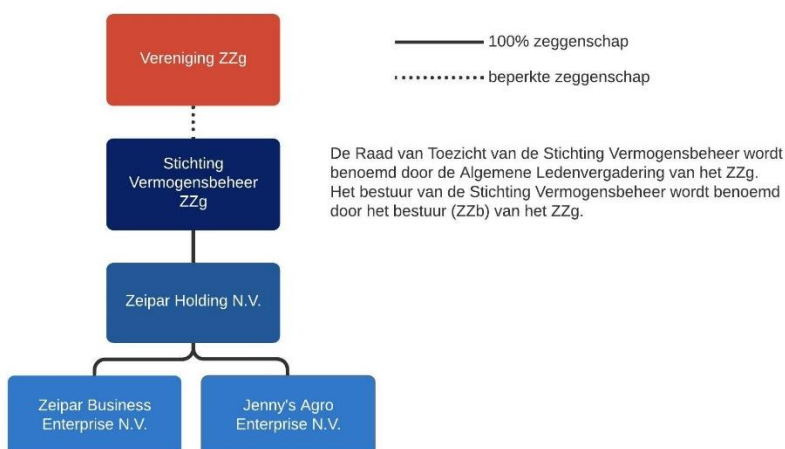 Vereniging ZZg
100% zeggenschap
beperkte zeggenschap
Stichting
Vermogensbeheer
ZZg
De Raad van Toezicht van de Stichting Vermogensbeheer wordt
benoemd door de Algemene Ledenvergadering van het ZZg.
Het bestuur van de Stichting Vermogensbeheer wordt benoemd
door het bestuur (ZZb) van het ZZg.
Zeipar Holding N.V.
Zeipar Business
Enterprise N.V.
Jenny's Agro
Enterprise N.V.